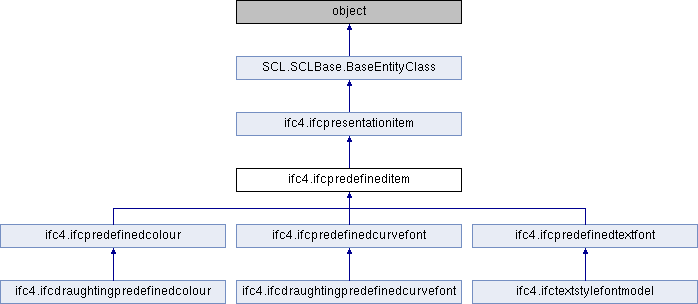 object
SCL.SCLBase.BaseEntityClass
ifc4.ifcpresentationitem
ifc4.ifcpredefineditem
ifc4.ifcpredefinedcolour
ifc4.ifcpredefinedcurvefont
ifc4.ifcpredefinedtextfont
ifc4.ifcdraughtingpredefinedcolour
ifc4.ifcdraughtingpredefinedcurvefont
ifc4.ifctextstylefontmodel